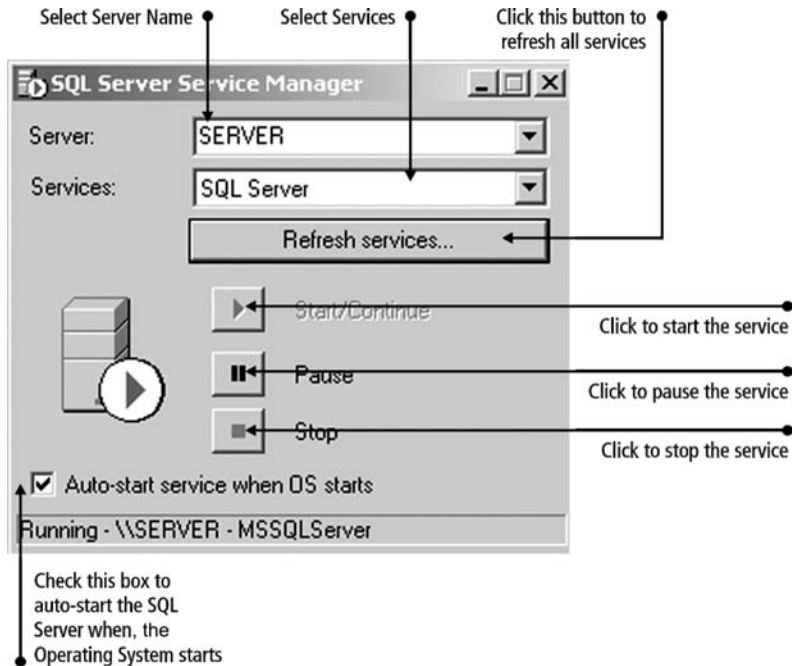 Select Server Name
Select Services
Click this button to
refresh all services
SQL Server Service Manager
Server:
SERVER
Services:
SQL Server
Refresh services...
Start/Continue
Click to start the service
Pause
Click to pause the service
Stop
Click to stop the service
Auto-start service when OS starts
Running - \\SERVER - MSSQLServer
Check this box to
auto-start the SQL
Server when, the
Operating System starts